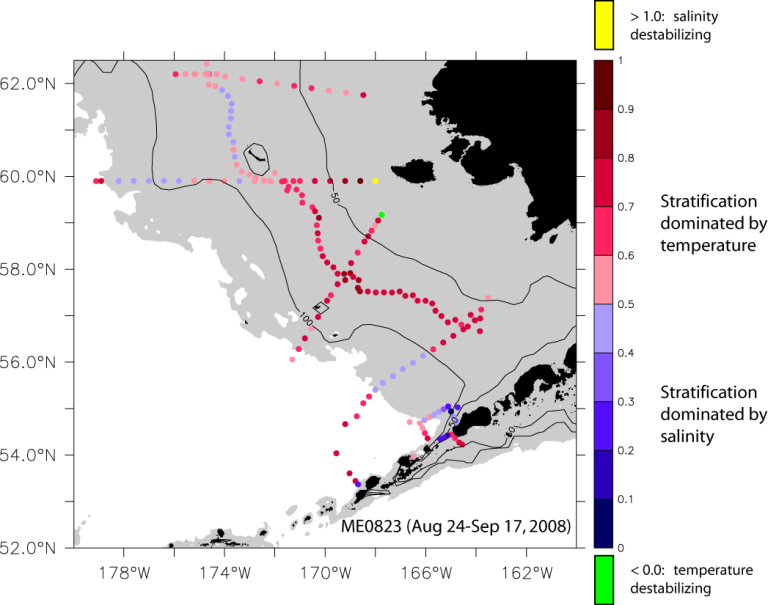 > 1.0: salinity
destabilizing
62.0°N
60.0°N
58.0°N
56.0°N
54.0°N
52.0°N
178°W
174°W
170°W
166°W
162°W
50
100
50
50
ME0823 (Aug 24-Sep 17, 2008)
1
0.9
0.8
0.7
0.6
0.5
0.4
0.3
0.2
0.1
0
Stratification
dominated by
temperature
Stratification
dominated by
salinity
< 0.0: temperature
destabilizing